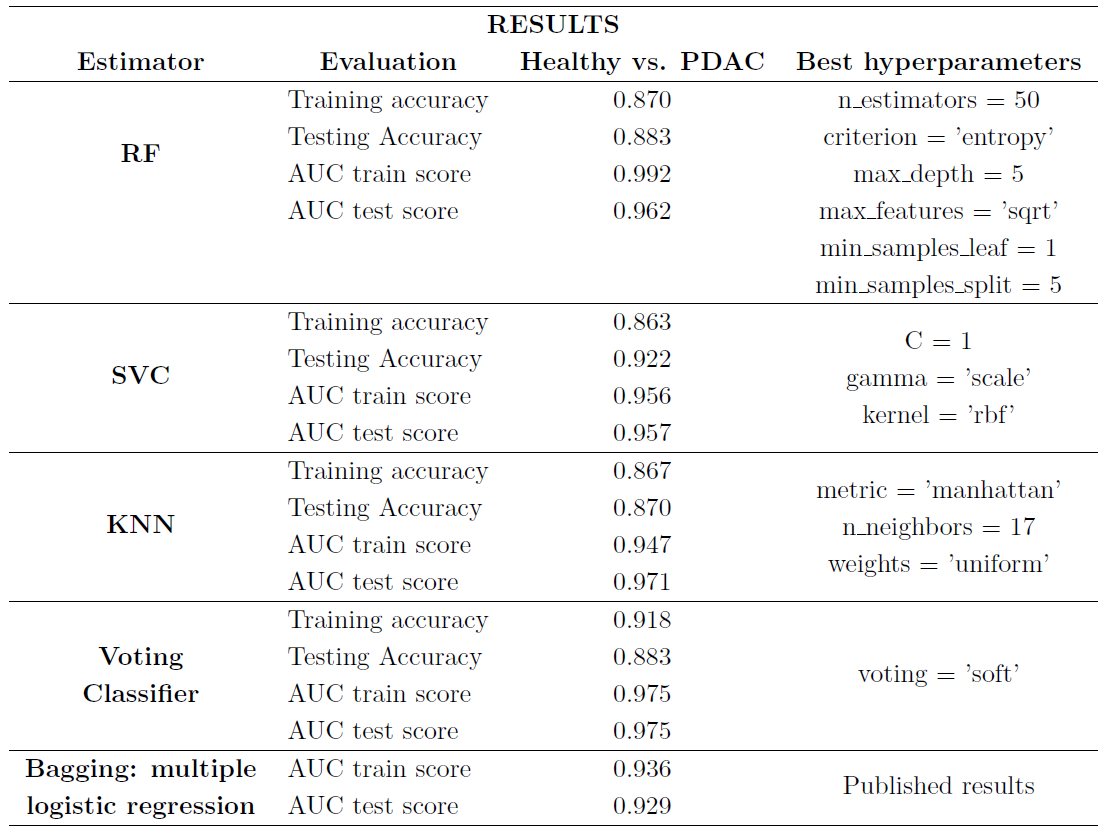 RESULTS
Estimator Evaluation Healthy vs. PDAC Best hyperparameters
RF
Training accuracy 0.870 n_estimators = 50
Testing Accuracy 0.883 criterion = 'entropy'
AUC train score 0.992 max_depth = 5
AUC test score 0.962 max_features = 'sqrt'
min_samples_leaf = 1
min_samples_split = 5
SVC
Training accuracy 0.863
Testing Accuracy 0.922
AUC train score 0.956
AUC test score 0.957
C = 1
gamma = 'scale'
kernel = 'rbf'
KNN
Training accuracy 0.867
Testing Accuracy 0.870
AUC train score 0.947
AUC test score 0.971
metric = 'manhattan'
n_neighbors = 17
weights = 'uniform'
Voting
Classifier
Training accuracy 0.918
Testing Accuracy 0.883
AUC train score 0.975
AUC test score 0.975
voting = 'soft'
Bagging: multiple
logistic regression
AUC train score 0.936
AUC test score 0.929
Published results